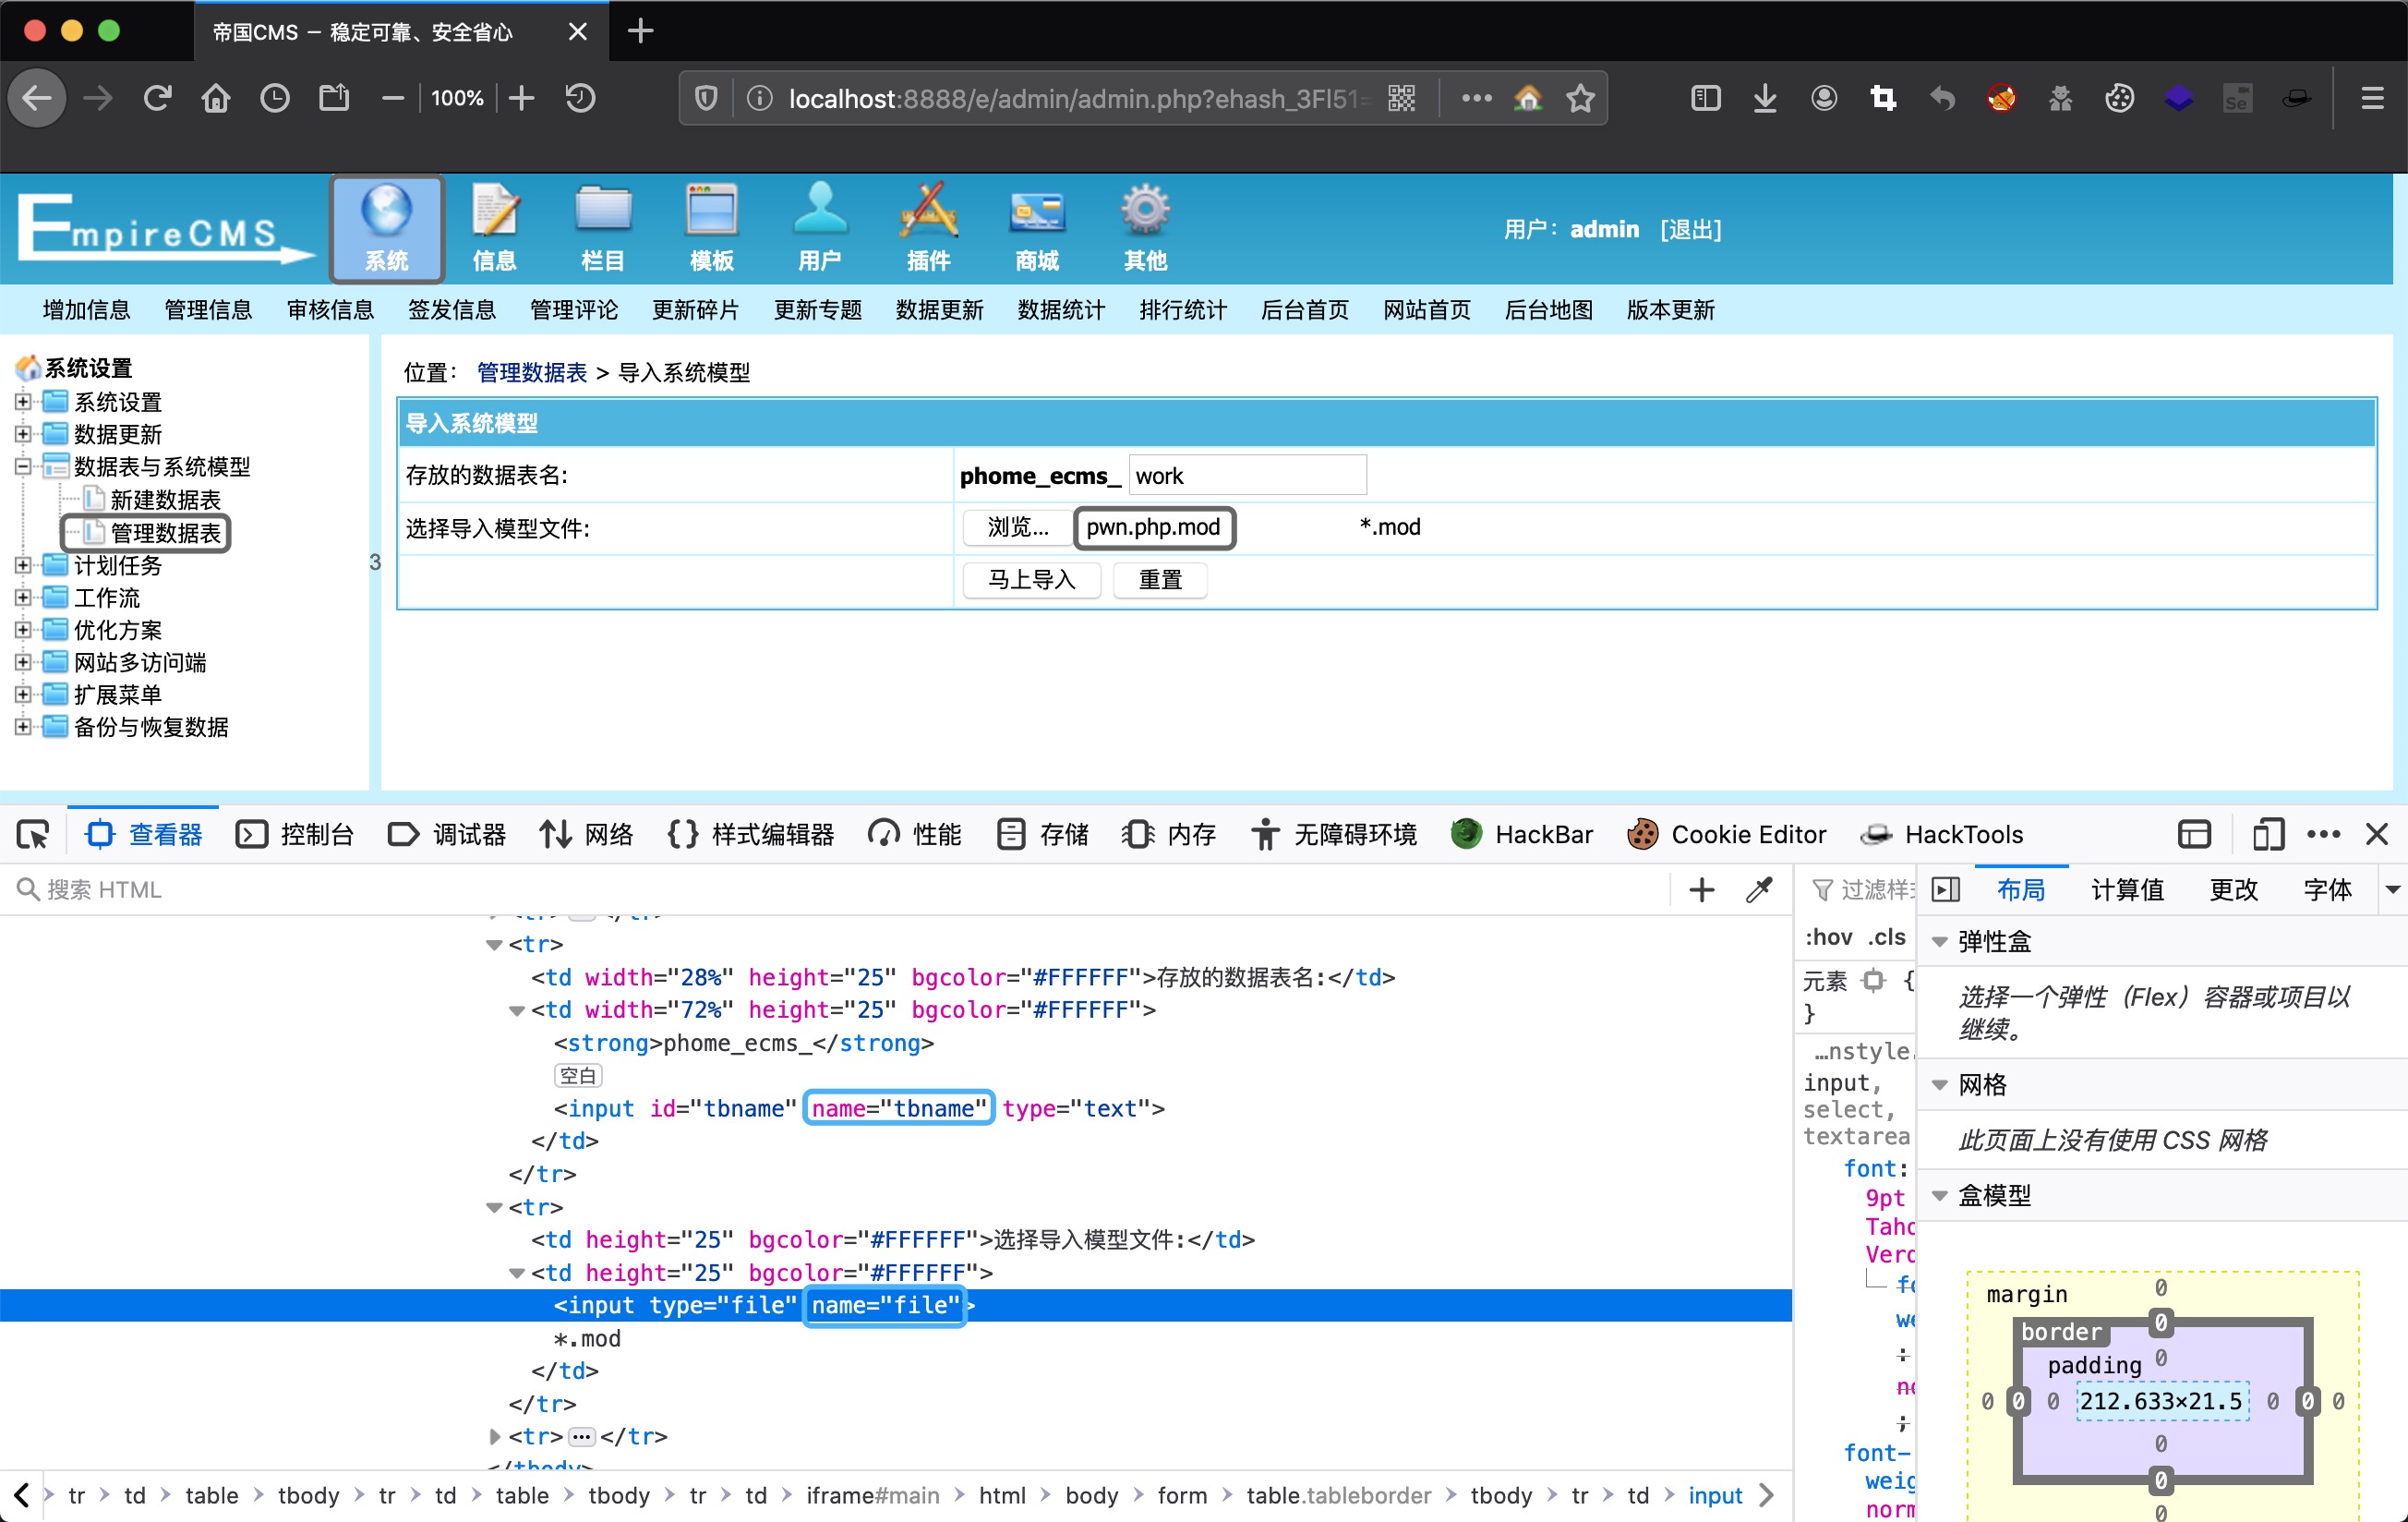 帝国CMS － 稳定可靠、安全省心
100%
localhost:8888/e/admin/admin.php?ehash_3Fl51=
EmpireCMS
系统 信息 栏目 模板 用户 插件 商城 其他
用户： admin [退出]
增加信息 管理信息 审核信息 签发信息 管理评论 更新碎片 更新专题 数据更新 数据统计 排行统计 后台首页 网站首页 后台地图 版本更新
系统设置
系统设置
数据更新
数据表与系统模型
新建数据表
管理数据表
计划任务
工作流
优化方案
网站多访问端
扩展菜单
备份与恢复数据
3
位置： 管理数据表 > 导入系统模型
导入系统模型
存放的数据表名: phome_ecms_ work
选择导入模型文件: 浏览... pwn.php.mod *.mod
马上导入 重置
查看器 控制台 调试器 网络 样式编辑器 性能 存储 内存 无障碍环境 HackBar Cookie Editor HackTools
搜索 HTML
<tr>
<td width="28%" height="25" bgcolor="#FFFFFF">存放的数据表名:</td>
<td width="72%" height="25" bgcolor="#FFFFFF">
<strong>phome_ecms_</strong>
空白
<input id="tbname" name="tbname" type="text">
</td>
</tr>
<tr>
<td height="25" bgcolor="#FFFFFF">选择导入模型文件:</td>
<td height="25" bgcolor="#FFFFFF">
<input type="file" name="file">
*.mod
</td>
</tr>
<tr>…</tr>
</tbody>
tr td table tbody tr td table tbody tr td iframe#main html body form table.tableborder tbody tr td input
过滤样
:hov .cls
元素 {
}
…nstyle.
input,
select,
textarea
font:
9pt
Taho
Verd
;
;
font-
weig
norm
布局 计算值 更改 字体
弹性盒
选择一个弹性（Flex）容器或项目以
继续。
网格
此页面上没有使用 CSS 网格
盒模型
margin 0
border 0
padding 0
0 0 0 212.633×21.5 0 0 0
0
0
0